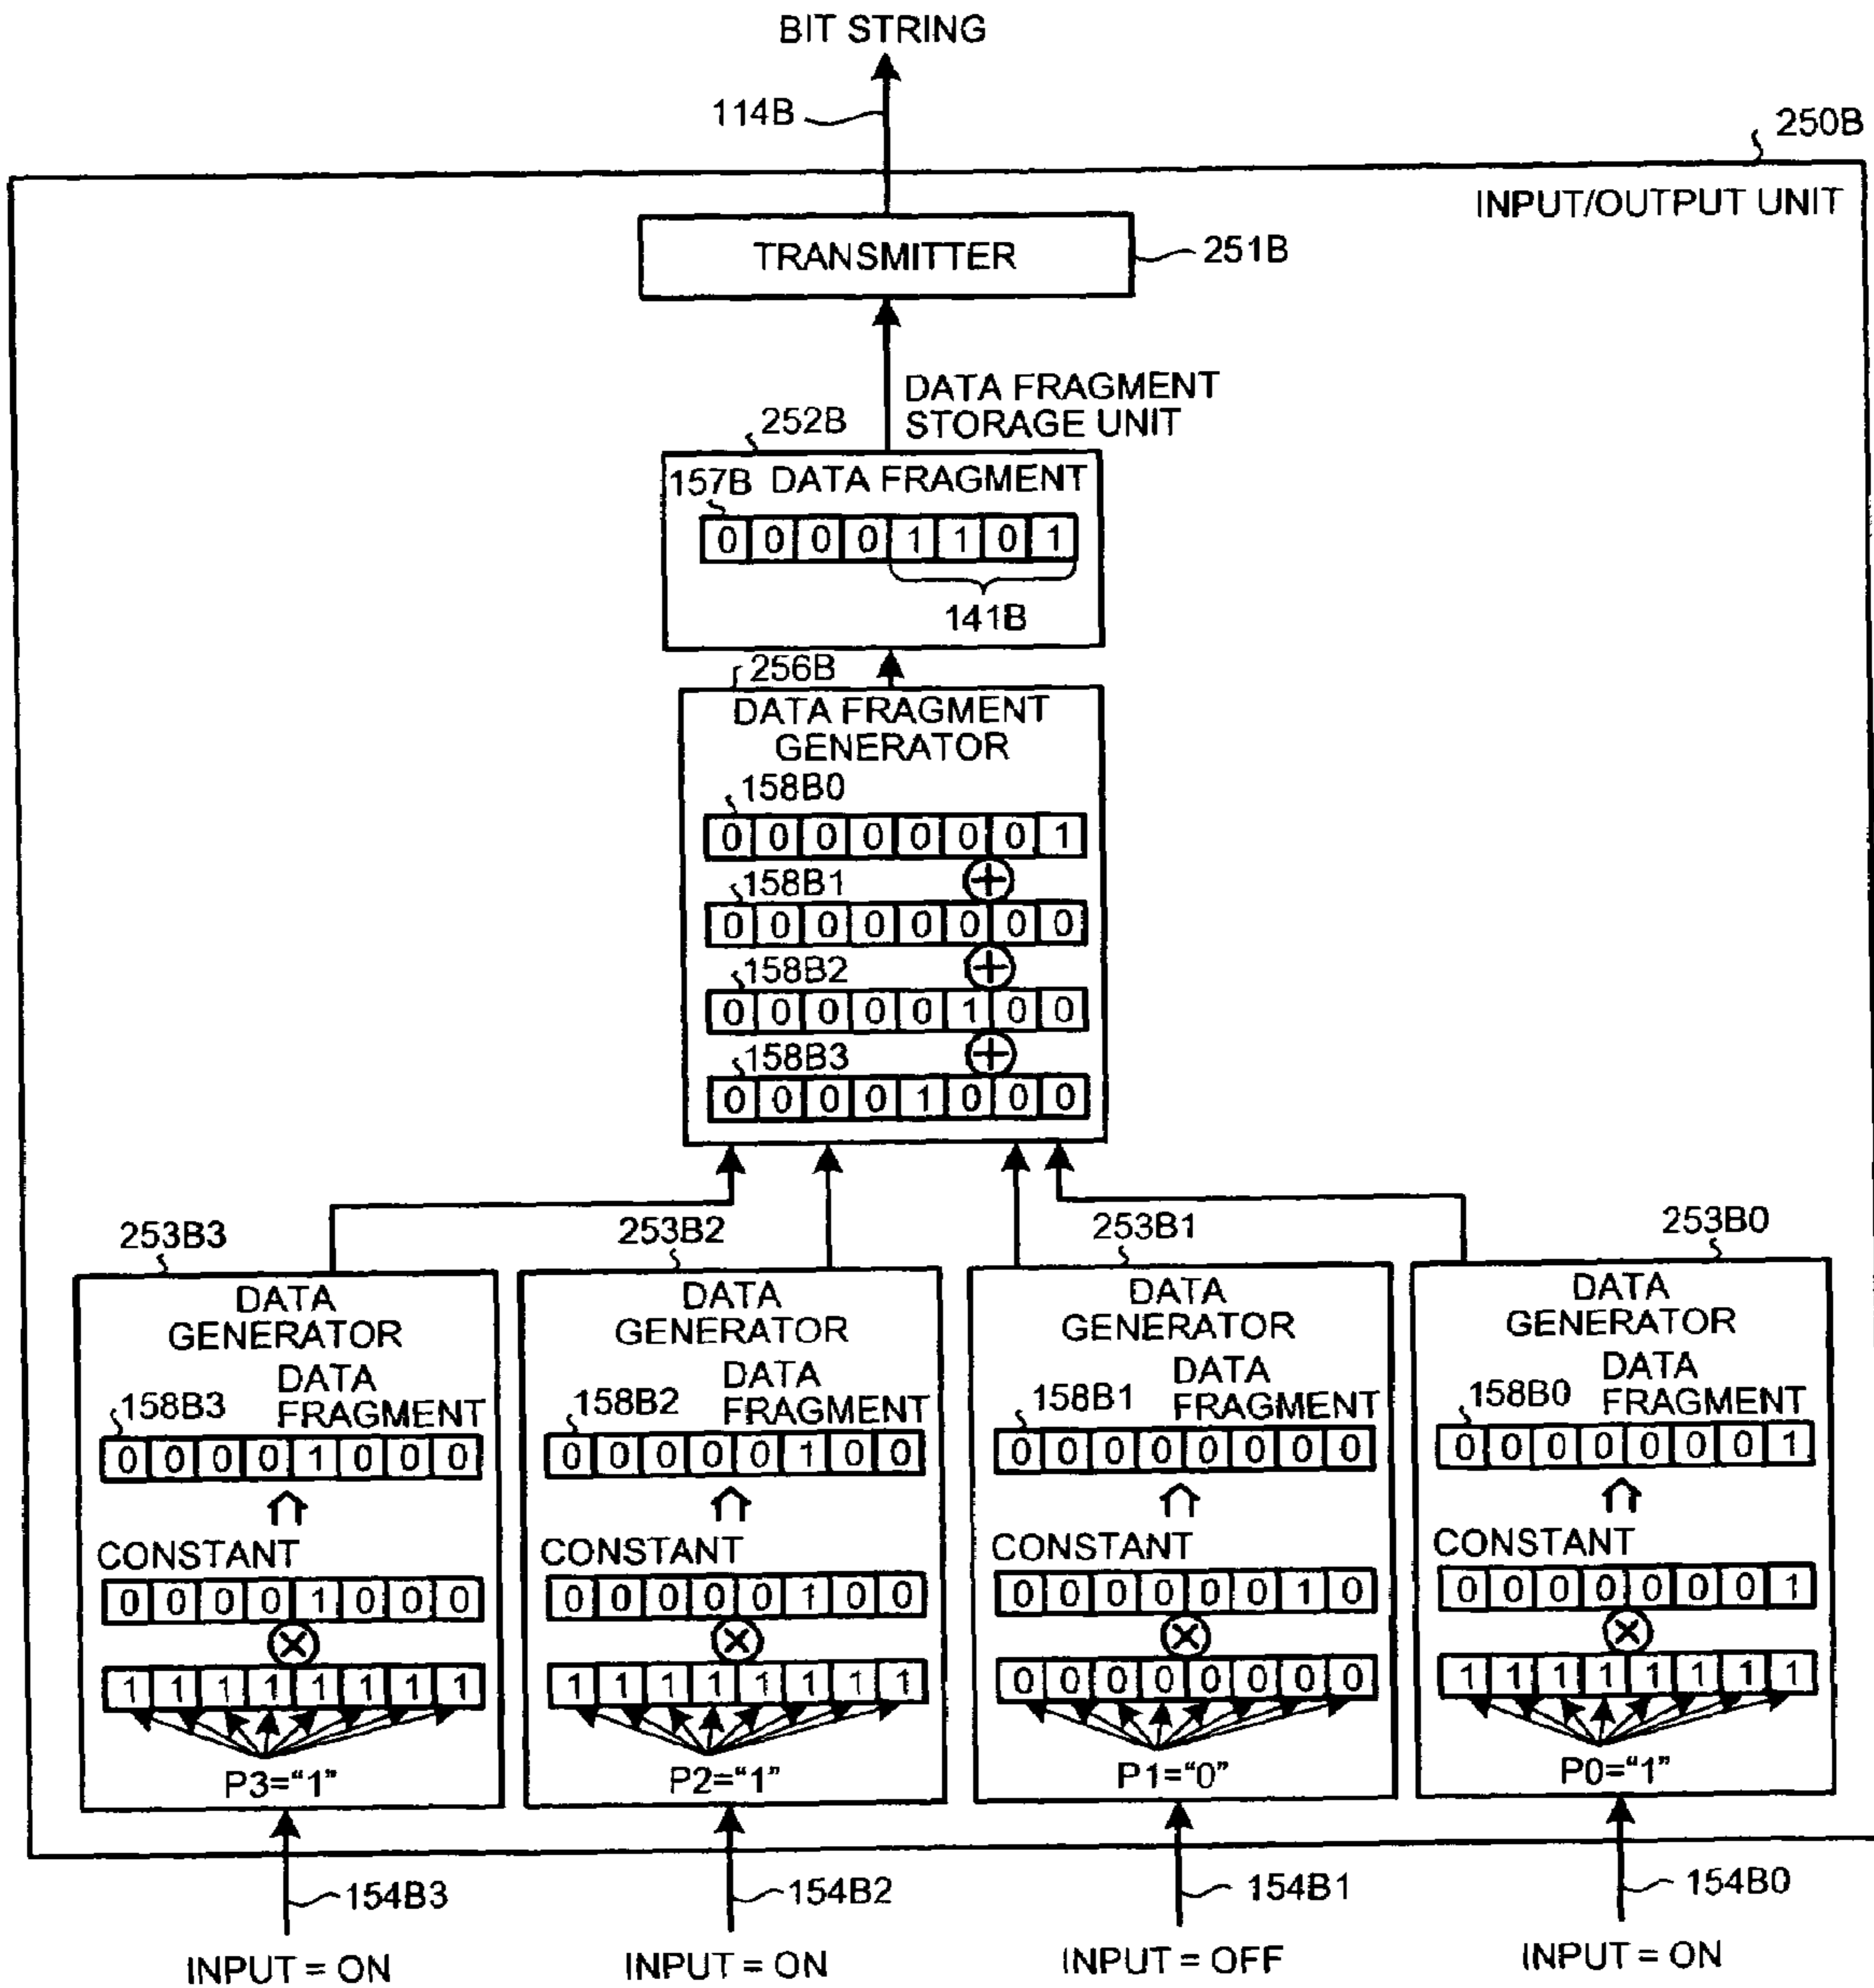 BIT STRING
114B
250B
INPUT/OUTPUT UNIT
TRANSMITTER
251B
DATA FRAGMENT
STORAGE UNIT
252B
157B DATA FRAGMENT
0 0 0 0 1 1 0 1
141B
256B
DATA FRAGMENT
GENERATOR
158B0
0 0 0 0 0 0 0 1
+
158B1
0 0 0 0 0 0 0 0
+
158B2
0 0 0 0 0 1 0 0
+
158B3
0 0 0 0 1 0 0 0
253B3
DATA
GENERATOR
DATA
FRAGMENT
158B3
0 0 0 0 1 0 0 0
CONSTANT
0 0 0 0 1 0 0 0
×
1 1 1 1 1 1 1 1
P3="1"
154B3
INPUT = ON
253B2
DATA
GENERATOR
DATA
FRAGMENT
158B2
0 0 0 0 0 1 0 0
CONSTANT
0 0 0 0 0 1 0 0
×
1 1 1 1 1 1 1 1
P2="1"
154B2
INPUT = ON
253B1
DATA
GENERATOR
DATA
FRAGMENT
158B1
0 0 0 0 0 0 0 0
CONSTANT
0 0 0 0 0 0 1 0
×
0 0 0 0 0 0 0 0
P1="0"
154B1
INPUT = OFF
253B0
DATA
GENERATOR
DATA
FRAGMENT
158B0
0 0 0 0 0 0 0 1
CONSTANT
0 0 0 0 0 0 0 1
×
1 1 1 1 1 1 1 1
P0="1"
154B0
INPUT = ON